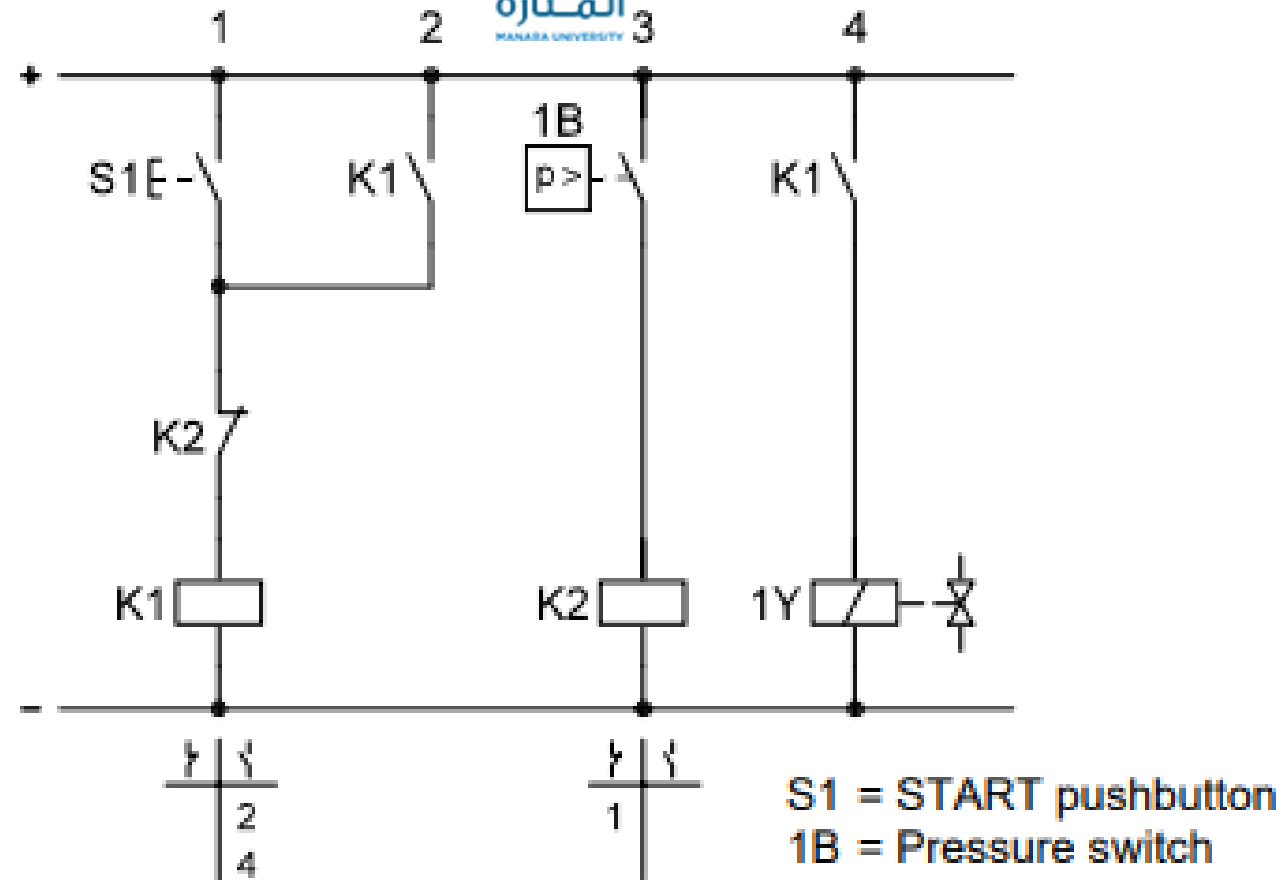 المنارة
MANARA UNIVERSITY
1 2 3 4
+
1B
S1 K1 p> K1
K2
K1 K2 1Y
-
2 1
4
S1 = START pushbutton
1B = Pressure switch